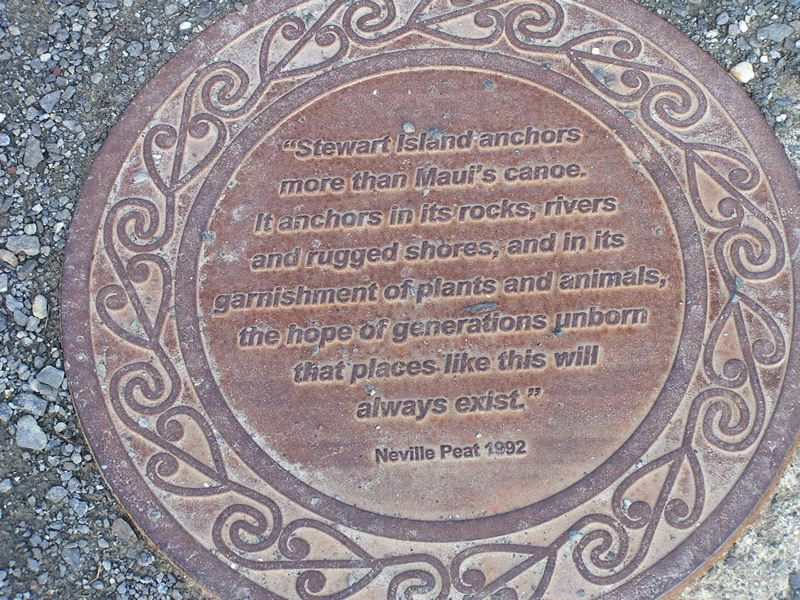 “Stewart Island anchors
more than Maui’s canoe.
It anchors in its rocks, rivers
and rugged shores, and in its
garnishment of plants and animals,
the hope of generations unborn
that places like this will
always exist.”
Neville Peat 1992